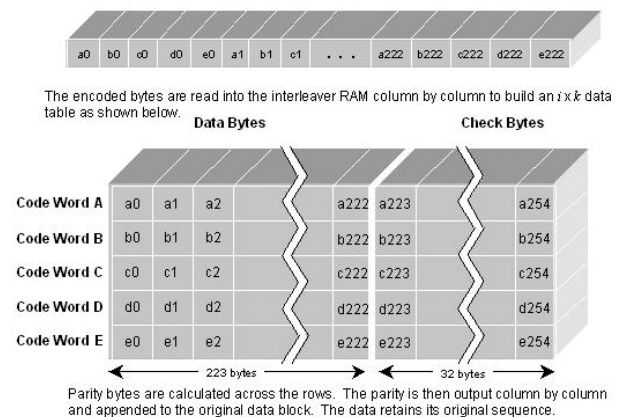 a0 b0 c0 d0 e0 a1 b1 c1 . . . a222 b222 c222 d222 e222
The encoded bytes are read into the interleaver RAM column by column to build an i x k data
table as shown below.
Data Bytes Check Bytes
Code Word A a0 a1 a2 a222 a223 a254
Code Word B b0 b1 b2 b222 b223 b254
Code Word C c0 c1 c2 c222 c223 c254
Code Word D d0 d1 d2 d222 d223 d254
Code Word E e0 e1 e2 e222 e223 e254
223 bytes 32 bytes
Parity bytes are calculated across the rows. The parity is then output column by column
and appended to the original data block. The data retains its original sequence.